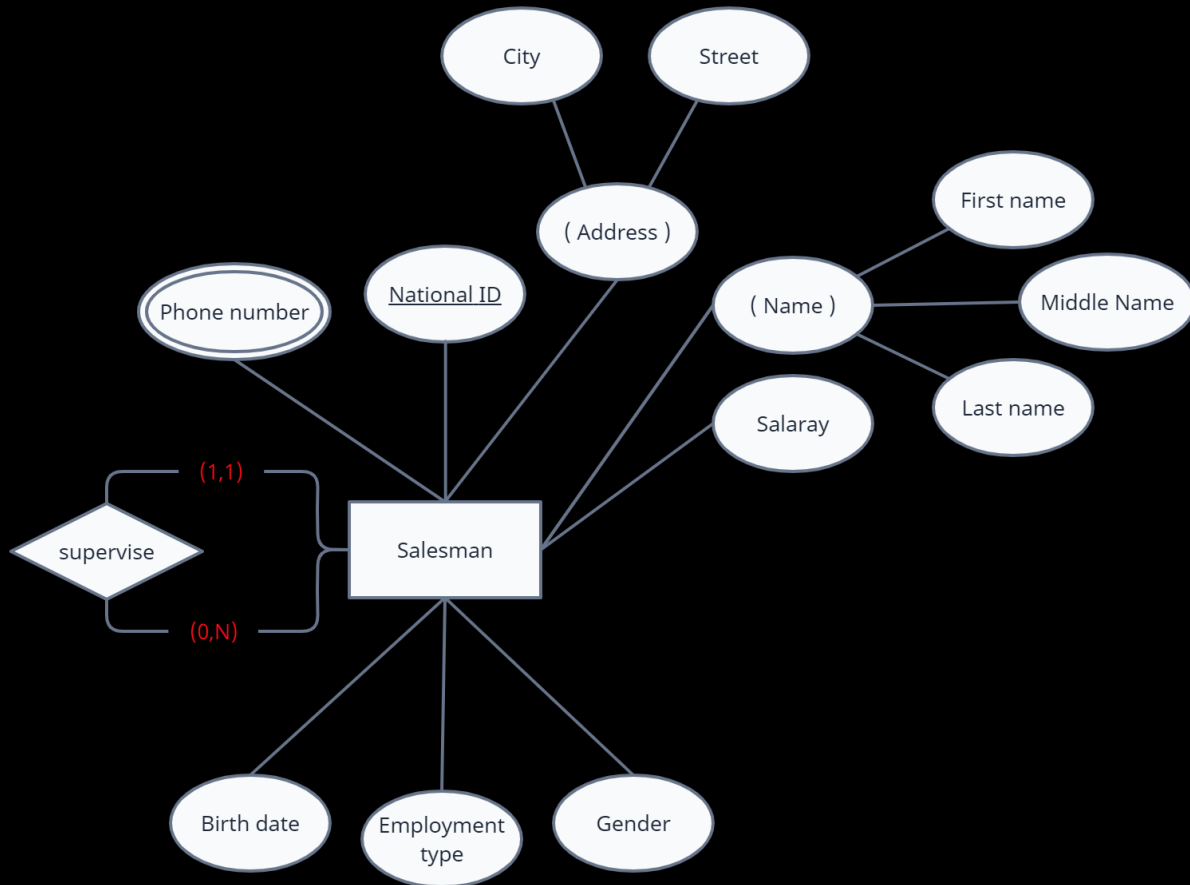 City
Street
First name
( Address )
National ID
( Name )
Middle Name
Phone number
Last name
Salaray
(1,1)
supervise
Salesman
(0,N)
Birth date
Employment
type
Gender